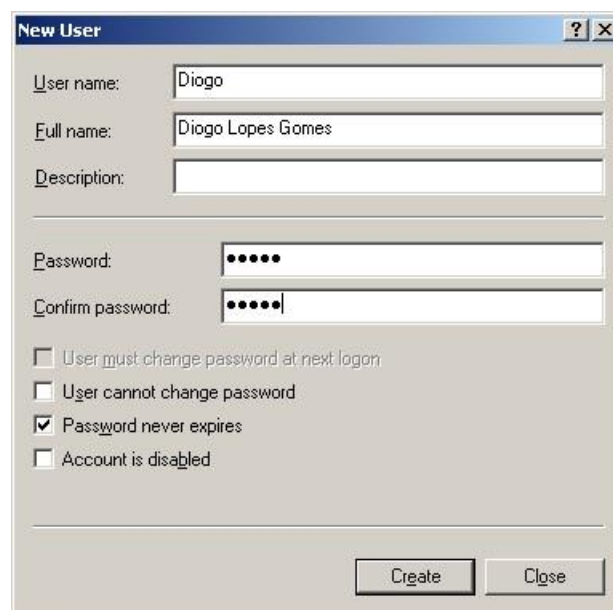 New User
User name: Diogo
Full name: Diogo Lopes Gomes
Description:
Password: •••••
Confirm password: •••••
User must change password at next logon
User cannot change password
Password never expires
Account is disabled
Create Close